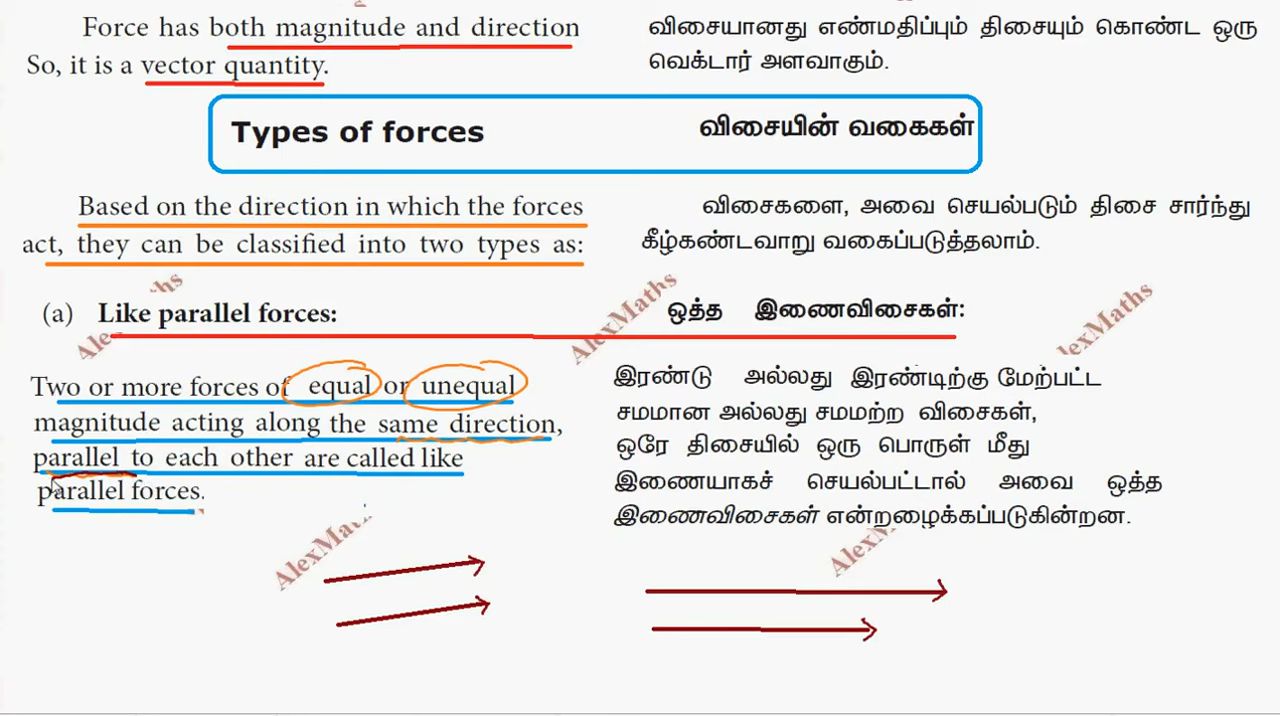 Force has both magnitude and direction
So, it is a vector quantity.
விசையானது எண்மதிப்பும் திசையும் கொண்ட ஒரு
வெக்டார் அளவாகும்.
Types of forces
விசையின் வகைகள்
Based on the direction in which the forces
act, they can be classified into two types as:
விசைகளை, அவை செயல்படும் திசை சார்ந்து
கீழ்கண்டவாறு வகைப்படுத்தலாம்.
(a) Like parallel forces:
ஒத்த இணைவிசைகள்:
AlexMaths
AlexMaths
AlexMaths
Two or more forces of equal or unequal
magnitude acting along the same direction,
parallel to each other are called like
parallel forces.
இரண்டு அல்லது இரண்டிற்கு மேற்பட்ட
சமமான அல்லது சமமற்ற விசைகள்,
ஒரே திசையில் ஒரு பொருள் மீது
இணையாகச் செயல்பட்டால் அவை ஒத்த
இணைவிசைகள் என்றழைக்கப்படுகின்றன.
AlexMaths
AlexMa